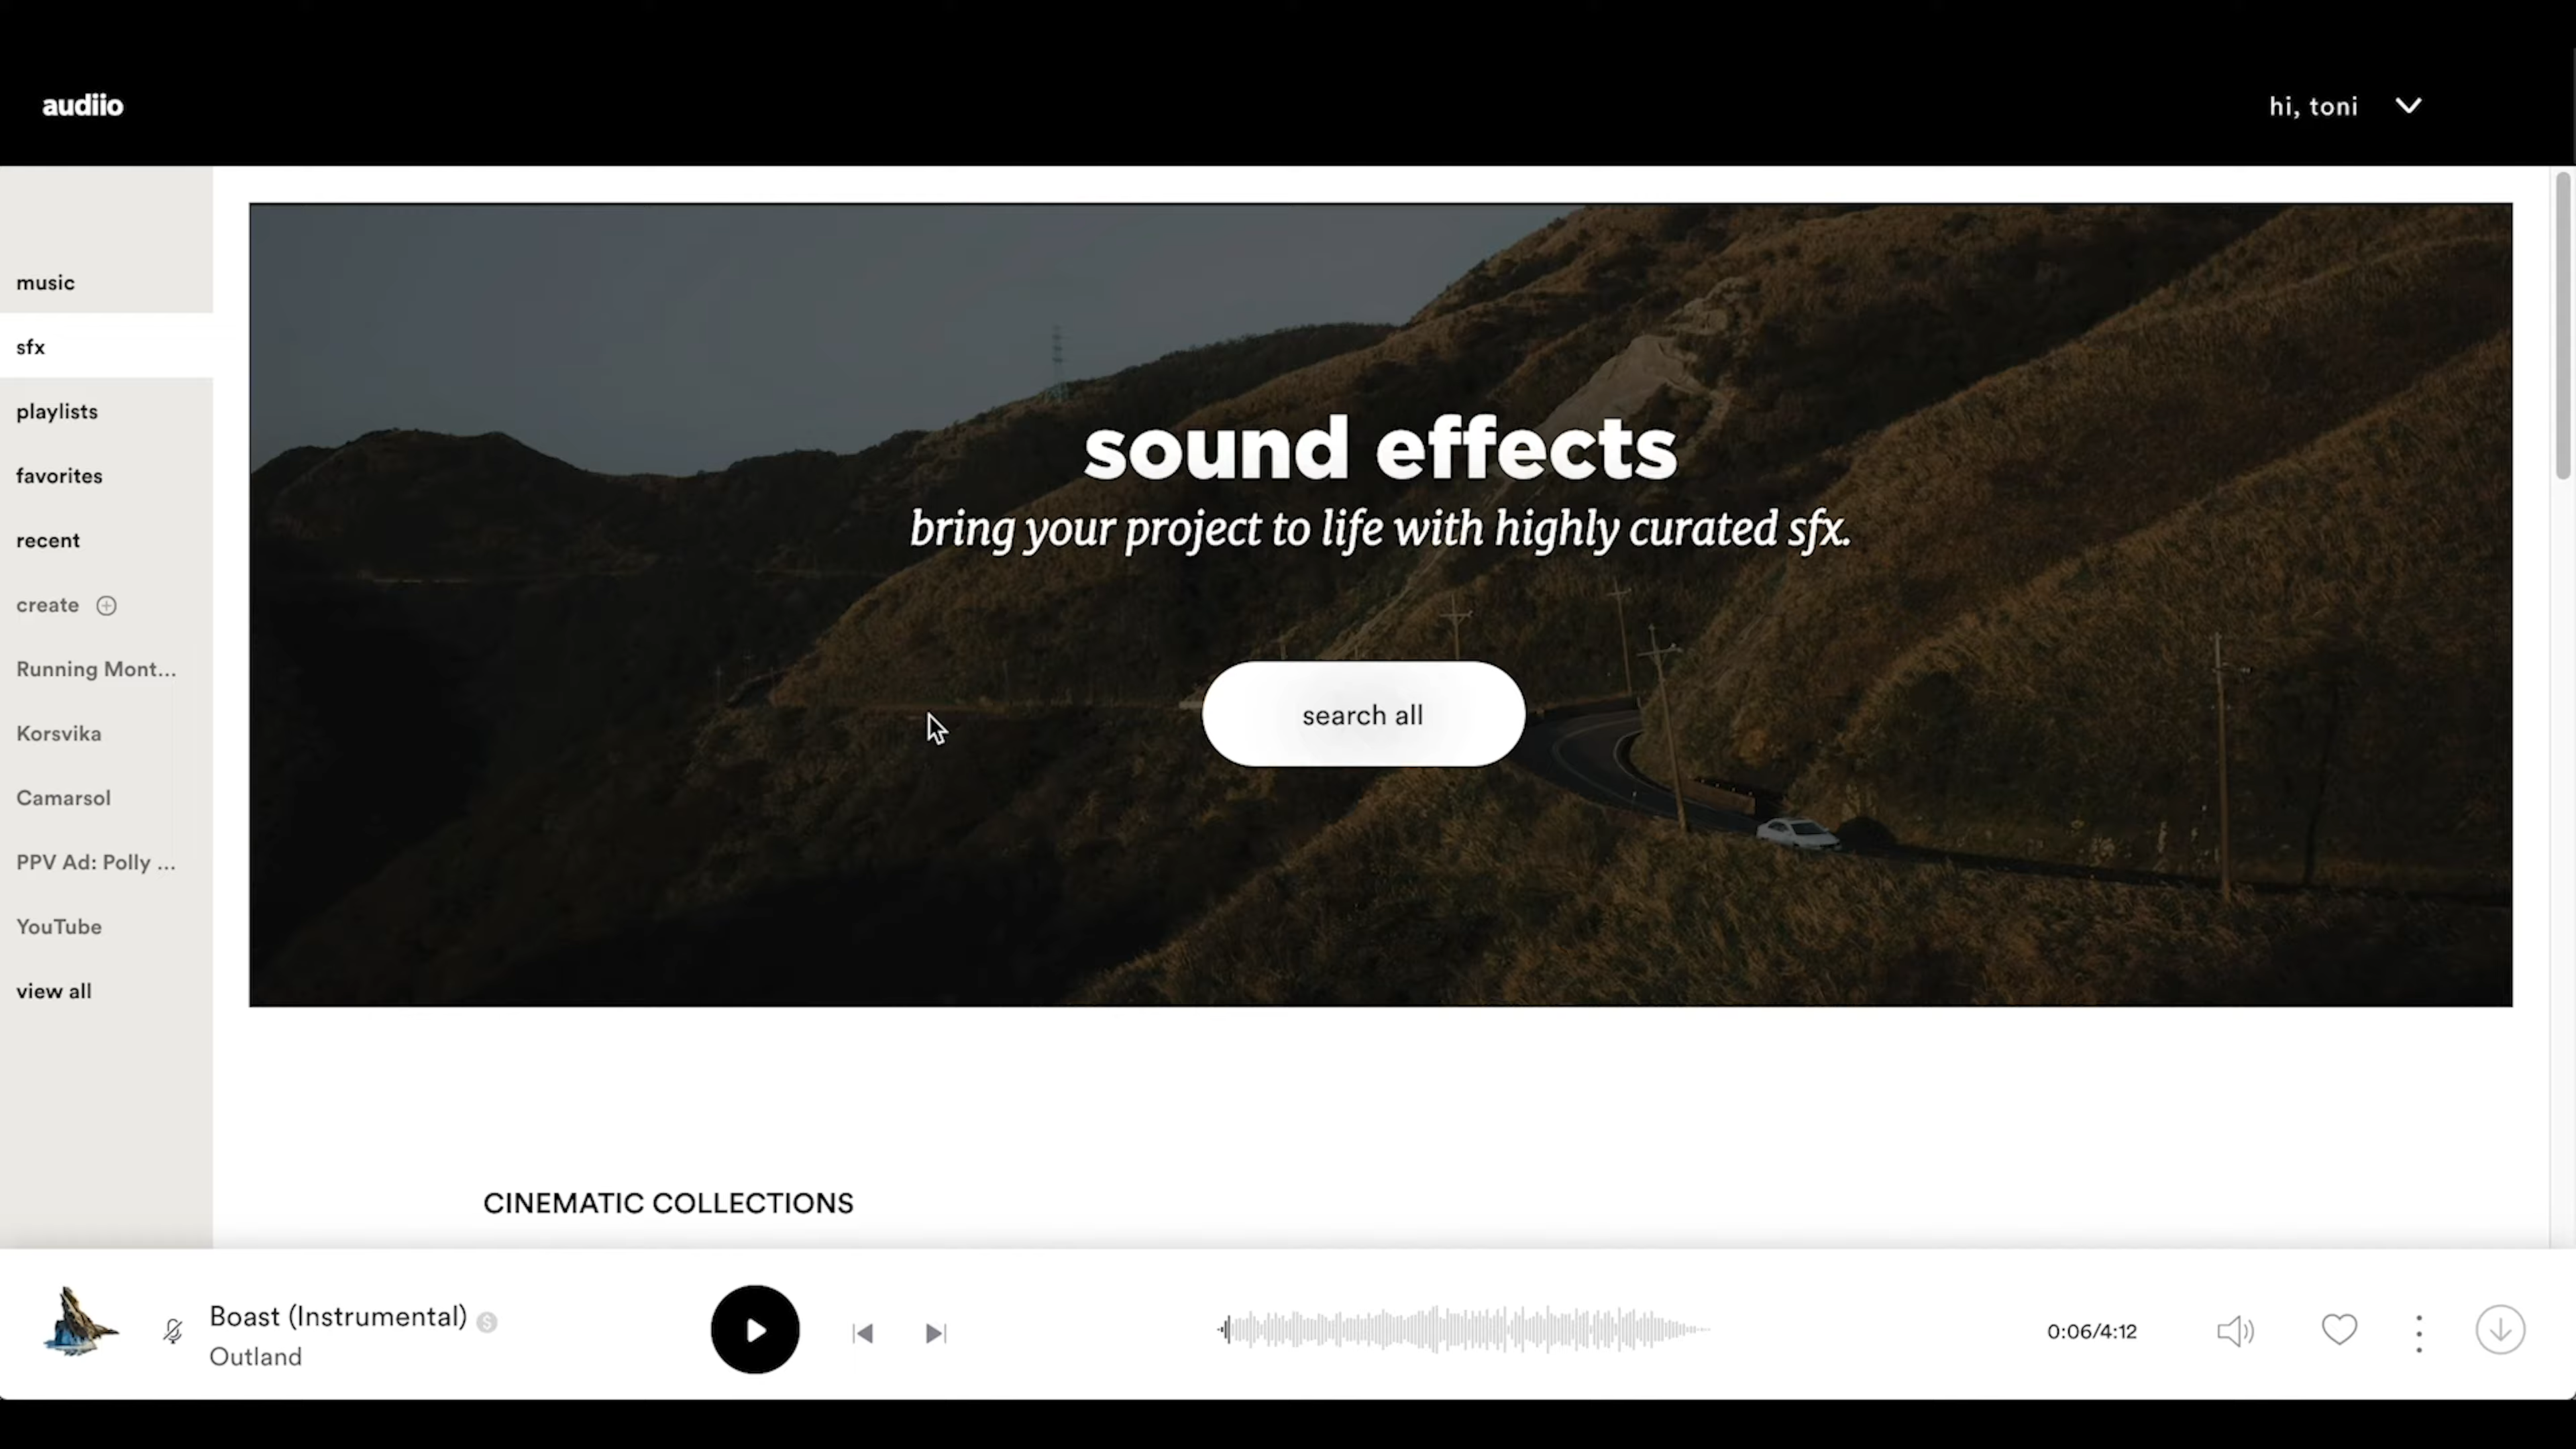 audiio
hi, toni
music
sfx
playlists
favorites
recent
create
Running Mont...
Korsvika
Camarsol
PPV Ad: Polly ...
YouTube
view all
sound effects
bring your project to life with highly curated sfx.
search all
CINEMATIC COLLECTIONS
Boast (Instrumental) $
Outland
0:06/4:12